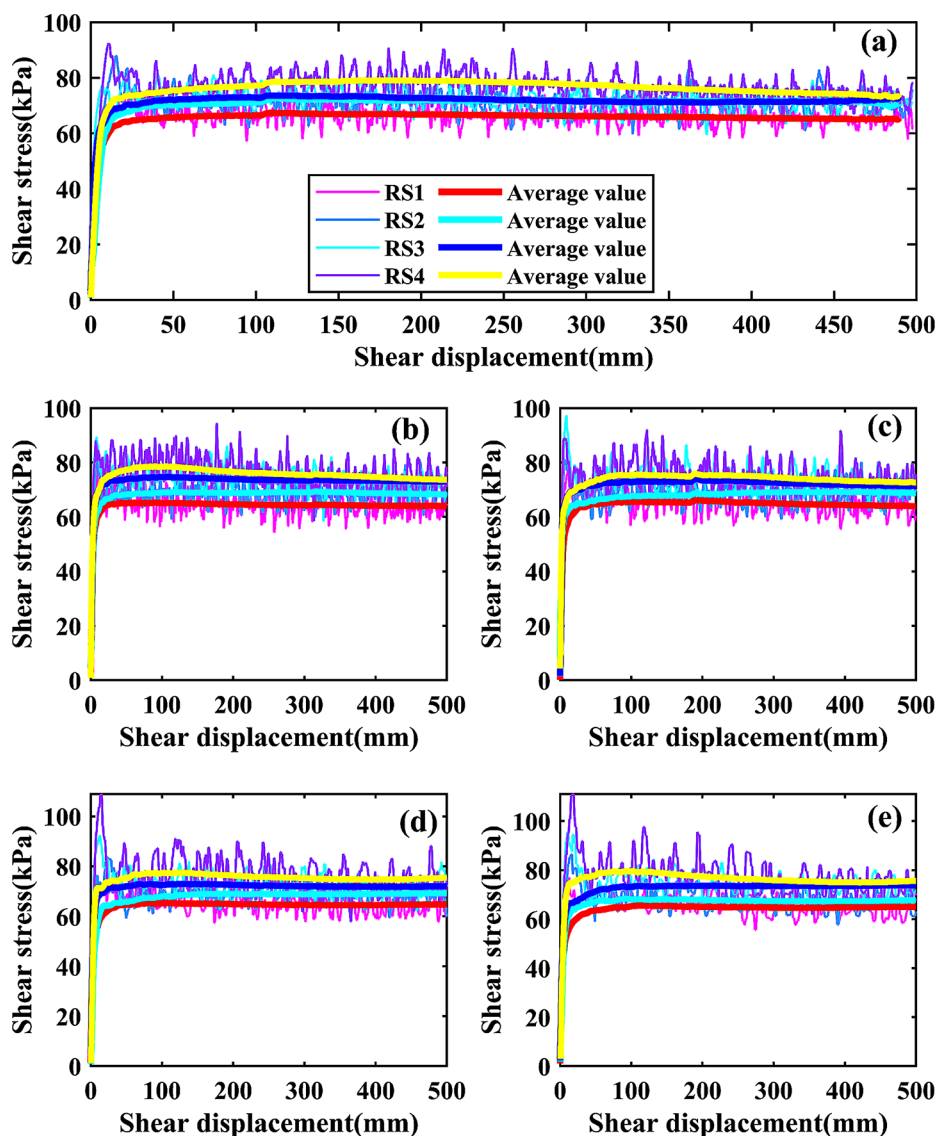 (a)
Shear stress(kPa)
100
80
60
40
20
0
RS1 Average value
RS2 Average value
RS3 Average value
RS4 Average value
0 50 100 150 200 250 300 350 400 450 500
Shear displacement(mm)
(b)
Shear stress(kPa)
100
80
60
40
20
0
0 100 200 300 400 500
Shear displacement(mm)
(c)
Shear stress(kPa)
100
80
60
40
20
0
0 100 200 300 400 500
Shear displacement(mm)
(d)
Shear stress(kPa)
100
80
60
40
20
0
0 100 200 300 400 500
Shear displacement(mm)
(e)
Shear stress(kPa)
100
80
60
40
20
0
0 100 200 300 400 500
Shear displacement(mm)